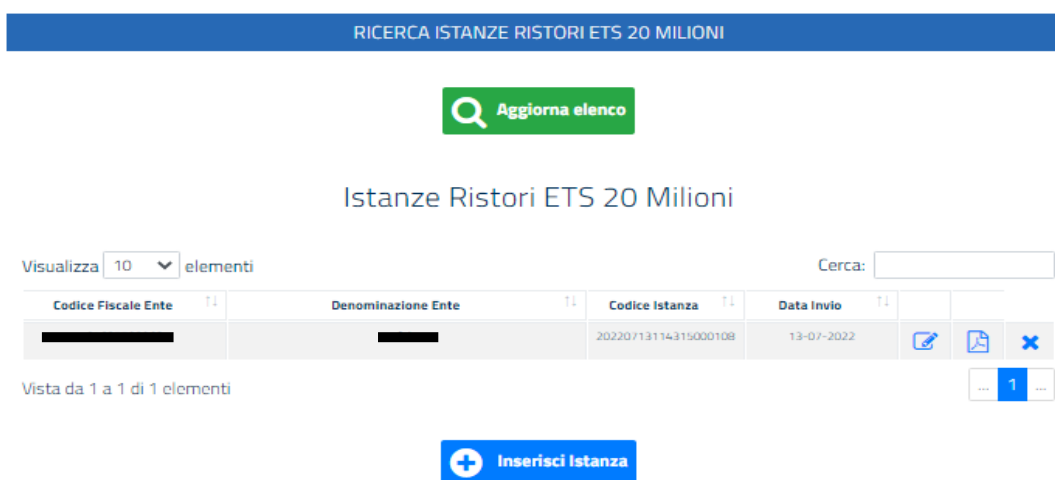 RICERCA ISTANZE RISTORI ETS 20 MILIONI
Aggiorna elenco
Istanze Ristori ETS 20 Milioni
Visualizza 10 elementi Cerca:
Codice Fiscale Ente Denominazione Ente Codice Istanza Data Invio
20220713114315000108 13-07-2022
Vista da 1 a 1 di 1 elementi ... 1 ...
Inserisci Istanza